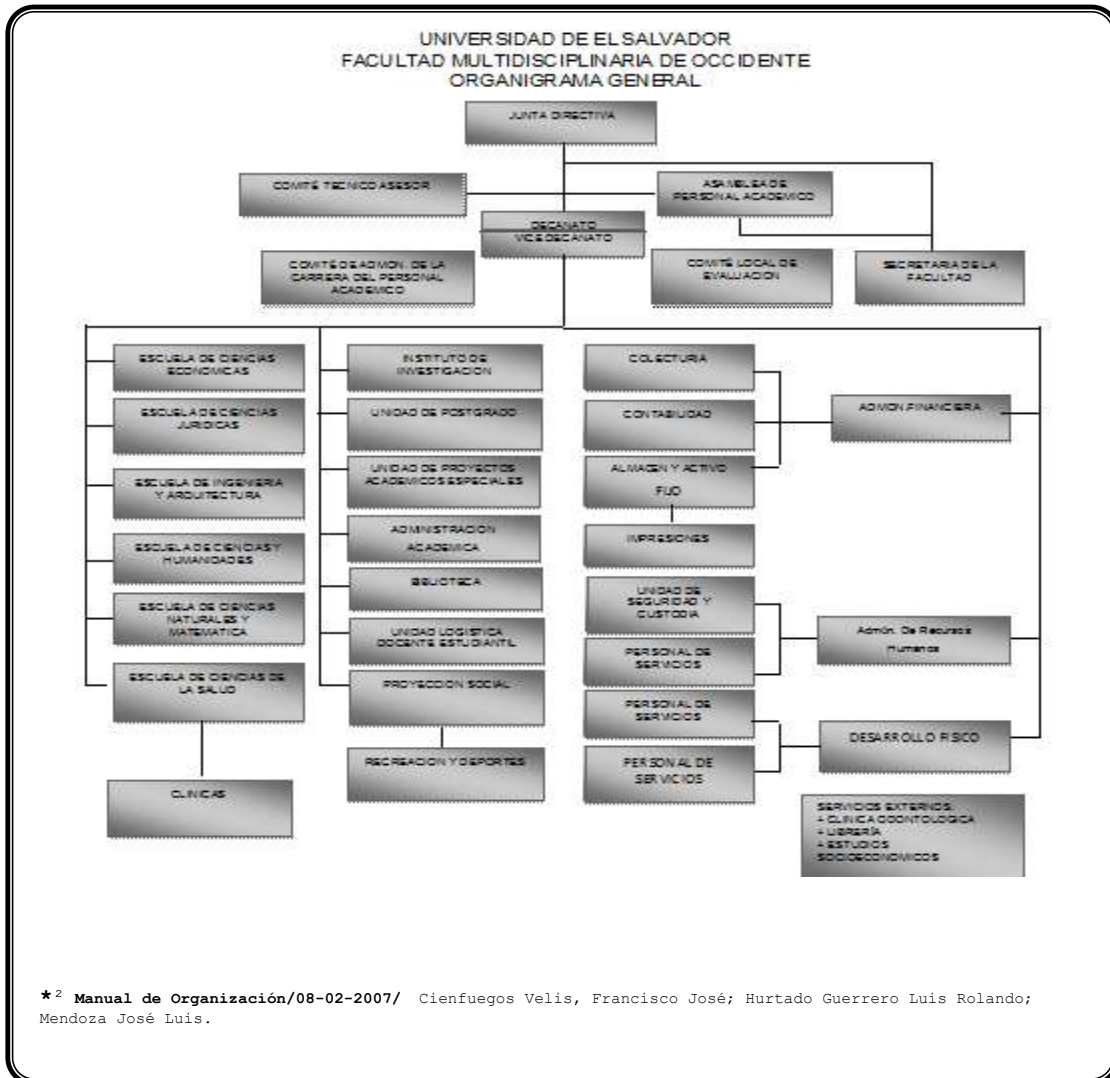 UNIVERSIDAD DE EL SALVADOR
FACULTAD MULTIDISCIPLINARIA DE OCCIDENTE
ORGANIGRAMA GENERAL
JUNTA DIRECTIVA
COMITÉ TECNICO ASESOR
ASAMBLEA DE
PERSONAL ACADEMICO
DECANATO
VICEDECANATO
COMITÉ DE ADMON. DE LA
CARRERA DEL PERSONAL
ACADEMICO
COMITÉ LOCAL DE
EVALUACION
SECRETARIA DE LA
FACULTAD
ESCUELA DE CIENCIAS
ECONOMICAS
ESCUELA DE CIENCIAS
JURIDICAS
ESCUELA DE INGENIERIA
Y ARQUITECTURA
ESCUELA DE CIENCIAS Y
HUMANIDADES
ESCUELA DE CIENCIAS
NATURALES Y
MATEMATICA
ESCUELA DE CIENCIAS DE
LA SALUD
CLINICAS
INSTITUTO DE
INVESTIGACION
UNIDAD DE POSTGRADO
UNIDAD DE PROYECTOS
ACADEMICOS ESPECIALES
ADMINISTRACION
ACADEMICA
BIBLIOTECA
UNIDAD LOGISTICA
DOCENTE ESTUDIANTIL
PROYECCION SOCIAL
RECREACION Y DEPORTES
COLECTURIA
CONTABILIDAD
ALMACEN Y ACTIVO
FIJO
IMPRESIONES
UNIDAD DE
SEGURIDAD Y
CUSTODIA
PERSONAL DE
SERVICIOS
PERSONAL DE
SERVICIOS
PERSONAL DE
SERVICIOS
ADMON.FINANCIERA
Admón. De Recursos
Humanos
DESARROLLO FISICO
SERVICIOS EXTERNOS:
+ CLINICA ODONTOLOGICA
+ LIBRERÍA
+ ESTUDIOS
SOCIOECONOMICOS
*² Manual de Organización/08-02-2007/ Cienfuegos Velis, Francisco José; Hurtado Guerrero Luis Rolando;
Mendoza José Luis.